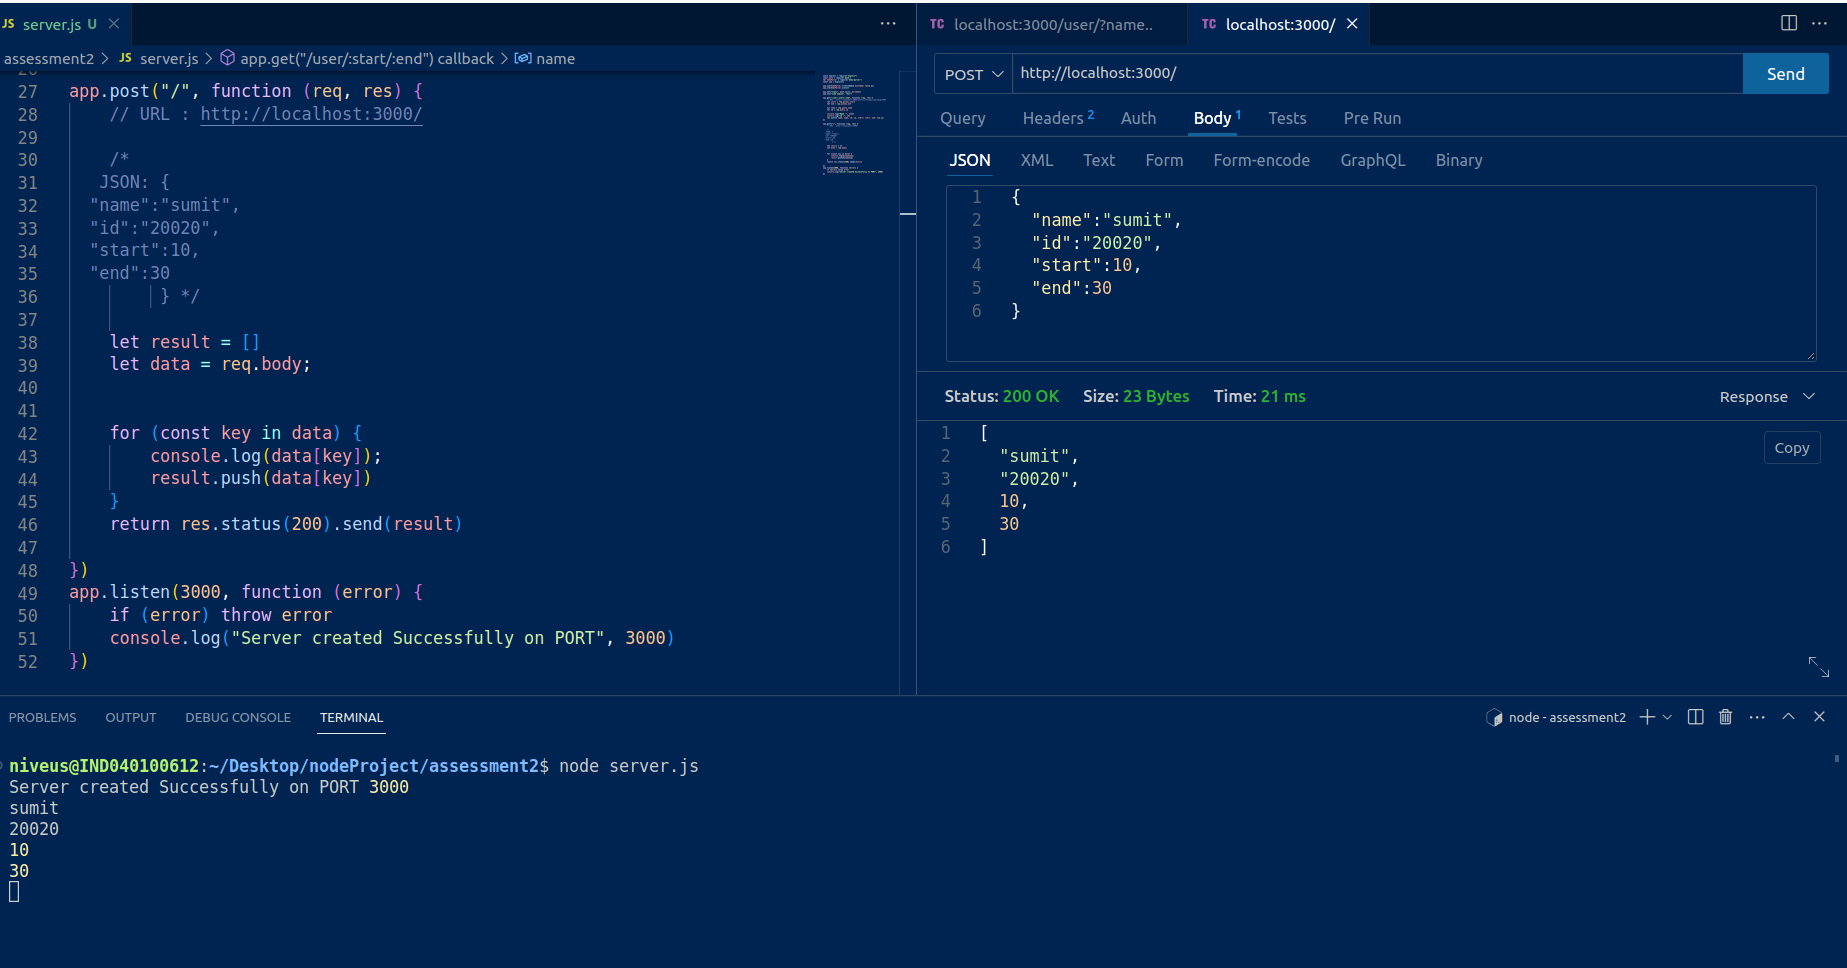 JS server.js U
assessment2 > JS server.js > app.get("/user/:start/:end") callback > name
27 app.post("/", function (req, res) {
28 // URL : http://localhost:3000/
29
30 /*
31 JSON: {
32 "name":"sumit",
33 "id":"20020",
34 "start":10,
35 "end":30
36 } */
37
38 let result = []
39 let data = req.body;
40
41
42 for (const key in data) {
43 console.log(data[key]);
44 result.push(data[key])
45 }
46 return res.status(200).send(result)
47
48 })
49 app.listen(3000, function (error) {
50 if (error) throw error
51 console.log("Server created Successfully on PORT", 3000)
52 })
TC localhost:3000/user/?name..
TC localhost:3000/
POST http://localhost:3000/ Send
Query Headers 2 Auth Body 1 Tests Pre Run
JSON XML Text Form Form-encode GraphQL Binary
1 {
2 "name":"sumit",
3 "id":"20020",
4 "start":10,
5 "end":30
6 }
Status: 200 OK Size: 23 Bytes Time: 21 ms Response
Copy
1 [
2 "sumit",
3 "20020",
4 10,
5 30
6 ]
PROBLEMS OUTPUT DEBUG CONSOLE TERMINAL
node - assessment2
niveus@IND040100612:~/Desktop/nodeProject/assessment2$ node server.js
Server created Successfully on PORT 3000
sumit
20020
10
30